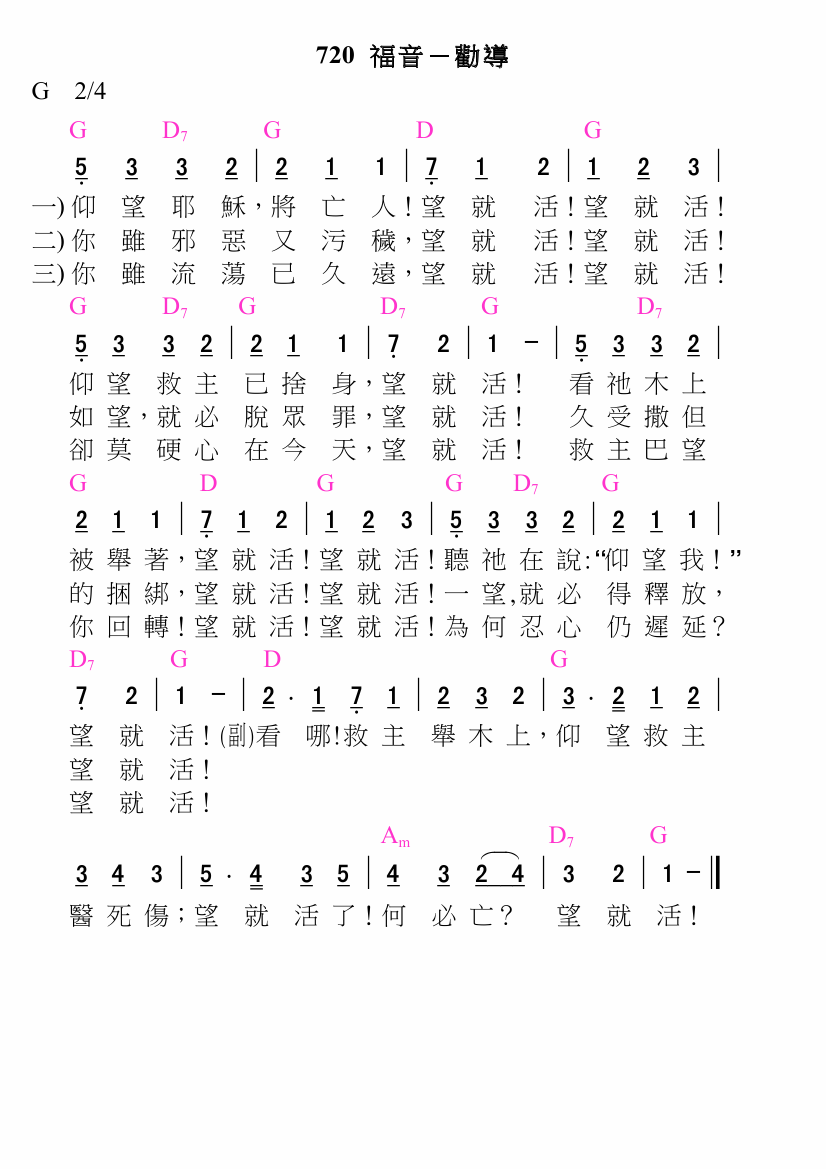 720 福音－勸導
G 2/4
G D7 G D G
5 3 3 2 | 2 1 1 | 7 1 2 | 1 2 3 |
一) 仰 望 耶 穌，將 亡 人！望 就 活！望 就 活！
二) 你 雖 邪 惡 又 污 穢，望 就 活！望 就 活！
三) 你 雖 流 蕩 已 久 遠，望 就 活！望 就 活！
G D7 G D7 G D7
5 3 3 2 | 2 1 1 | 7 2 | 1 － | 5 3 3 2 |
仰 望 救 主 已 捨 身，望 就 活！ 看 祂 木 上
如 望，就 必 脫 眾 罪，望 就 活！ 久 受 撒 但
卻 莫 硬 心 在 今 天，望 就 活！ 救 主 巴 望
G D G G D7 G
2 1 1 | 7 1 2 | 1 2 3 | 5 3 3 2 | 2 1 1 |
被 舉 著，望 就 活！望 就 活！聽 祂 在 說：“仰 望 我！”
的 捆 綁，望 就 活！望 就 活！一 望,就 必 得 釋 放，
你 回 轉！望 就 活！望 就 活！為 何 忍 心 仍 遲 延？
D7 G D G
7 2 | 1 － | 2 · 1 7 1 | 2 3 2 | 3 · 2 1 2 |
望 就 活！(副)看 哪！救 主 舉 木 上，仰 望 救 主
望 就 活！
望 就 活！
Am D7 G
3 4 3 | 5 · 4 3 5 | 4 3 2 4 | 3 2 | 1 － ‖
醫 死 傷；望 就 活 了！何 必 亡？ 望 就 活！